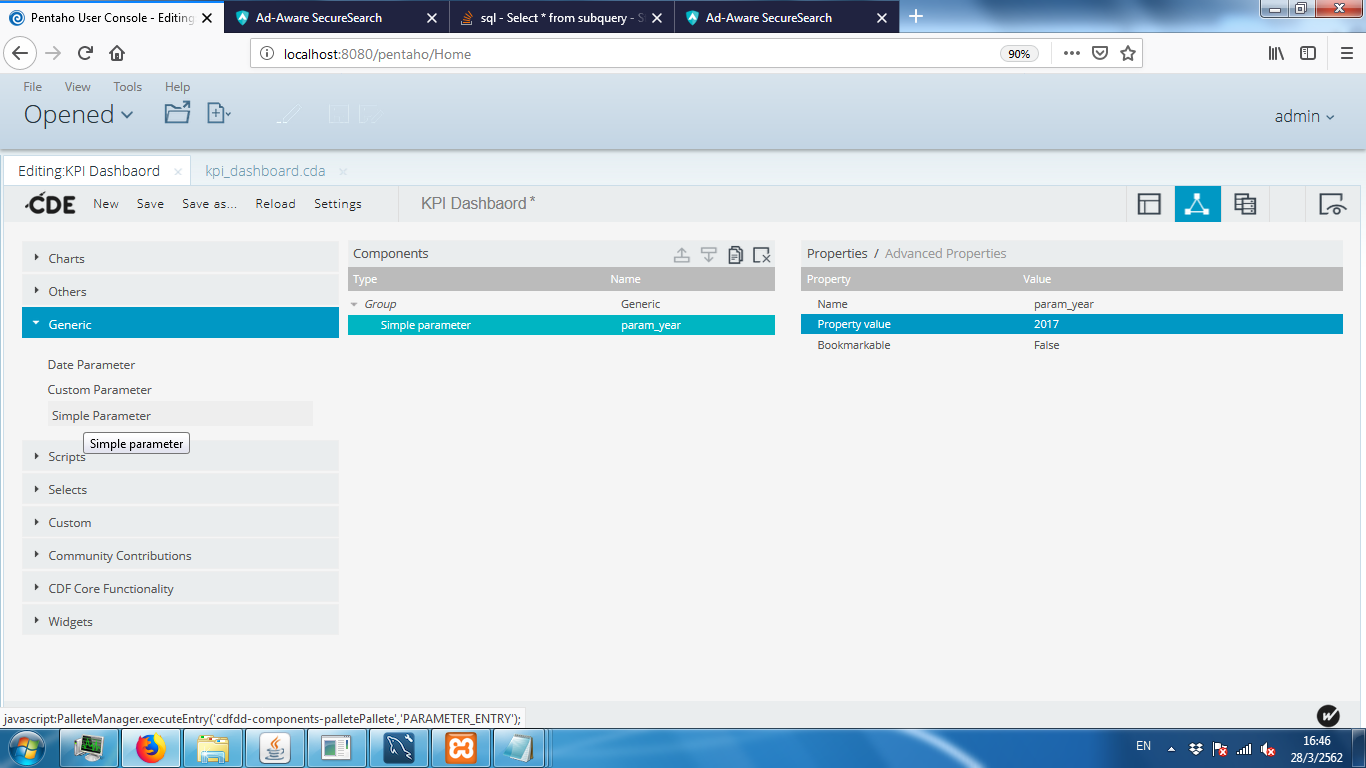 Pentaho User Console - Editing
Ad-Aware SecureSearch
sql - Select * from subquery - S
Ad-Aware SecureSearch
localhost:8080/pentaho/Home
90%
File View Tools Help
Opened
admin
Editing:KPI Dashbaord
kpi_dashboard.cda
CDE New Save Save as... Reload Settings KPI Dashbaord *
Charts
Others
Generic
Date Parameter
Custom Parameter
Simple Parameter
Simple parameter
Scripts
Selects
Custom
Community Contributions
CDF Core Functionality
Widgets
Components
Type Name
Group Generic
Simple parameter param_year
Properties / Advanced Properties
Property Value
Name param_year
Property value 2017
Bookmarkable False
javascript:PalleteManager.executeEntry('cdfdd-components-palletePallete','PARAMETER_ENTRY');
EN
16:46
28/3/2562